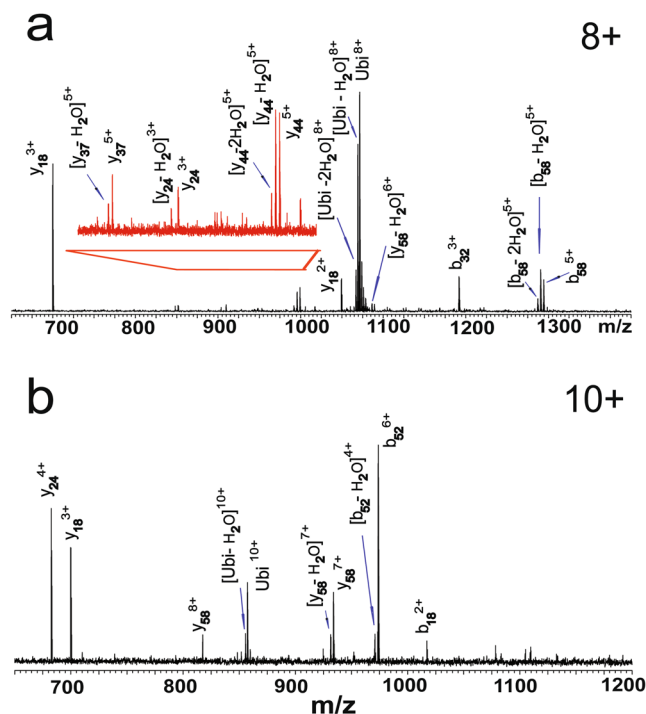 a
8+
y18 3+
[y37- H2O]5+
y37 5+
[y24- H2O]3+
y24 3+
[y44-2H2O]5+
[y44- H2O]5+
y44 5+
[Ubi -2H2O]8+
[Ubi - H2O]8+
Ubi8+
y18 2+
[y58- H2O]6+
b32 3+
[b58- 2H2O]5+
[b58- H2O]5+
b58 5+
700 800 900 1000 1100 1200 1300 m/z
b
10+
y24 4+
y18 3+
y58 8+
[Ubi- H2O]10+
Ubi 10+
[y58- H2O]7+
y58 7+
[b52- H2O]4+
b52 6+
b18 2+
700 800 900 1000 1100 1200
m/z